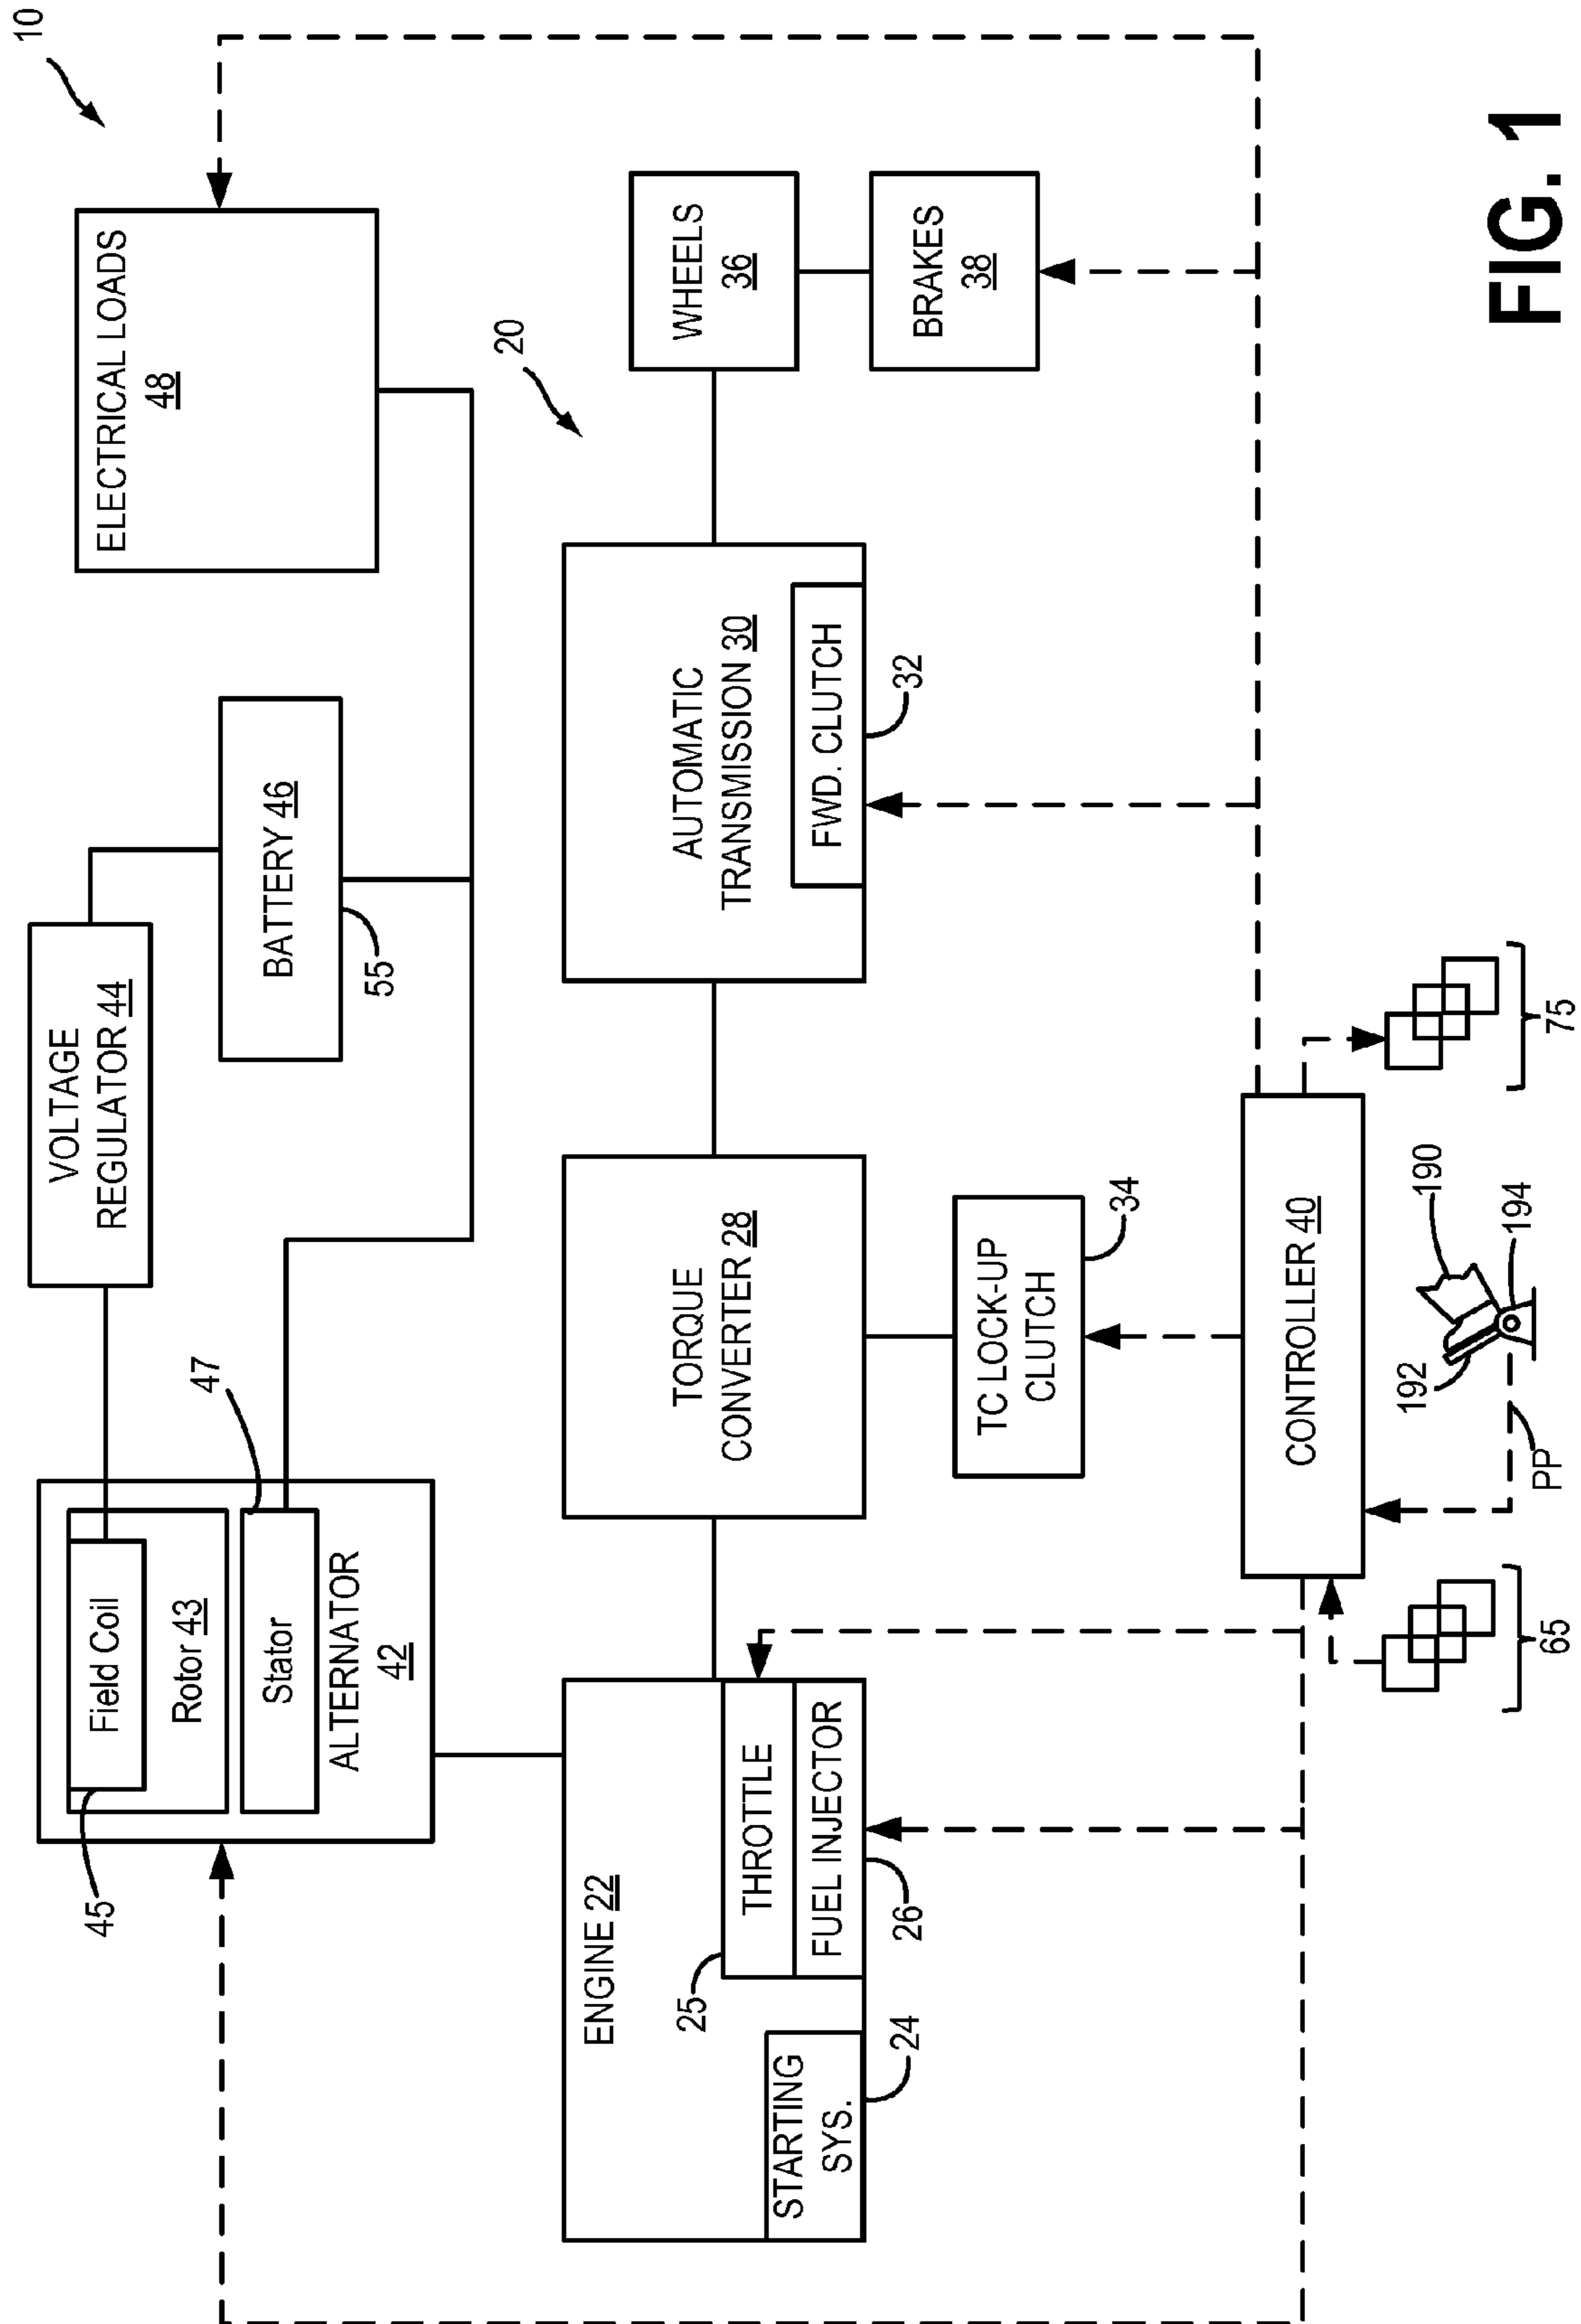 10
ELECTRICAL LOADS
48
VOLTAGE
REGULATOR 44
BATTERY 46
55
47
Field Coil
Rotor 43
Stator
ALTERNATOR
42
45
20
ENGINE 22
THROTTLE
25
FUEL INJECTOR
26
STARTING
SYS.
24
TORQUE
CONVERTER 28
TC LOCK-UP
CLUTCH
34
AUTOMATIC
TRANSMISSION 30
FWD. CLUTCH
32
WHEELS
36
BRAKES
38
CONTROLLER 40
65
PP
192
190
194
75
FIG. 1